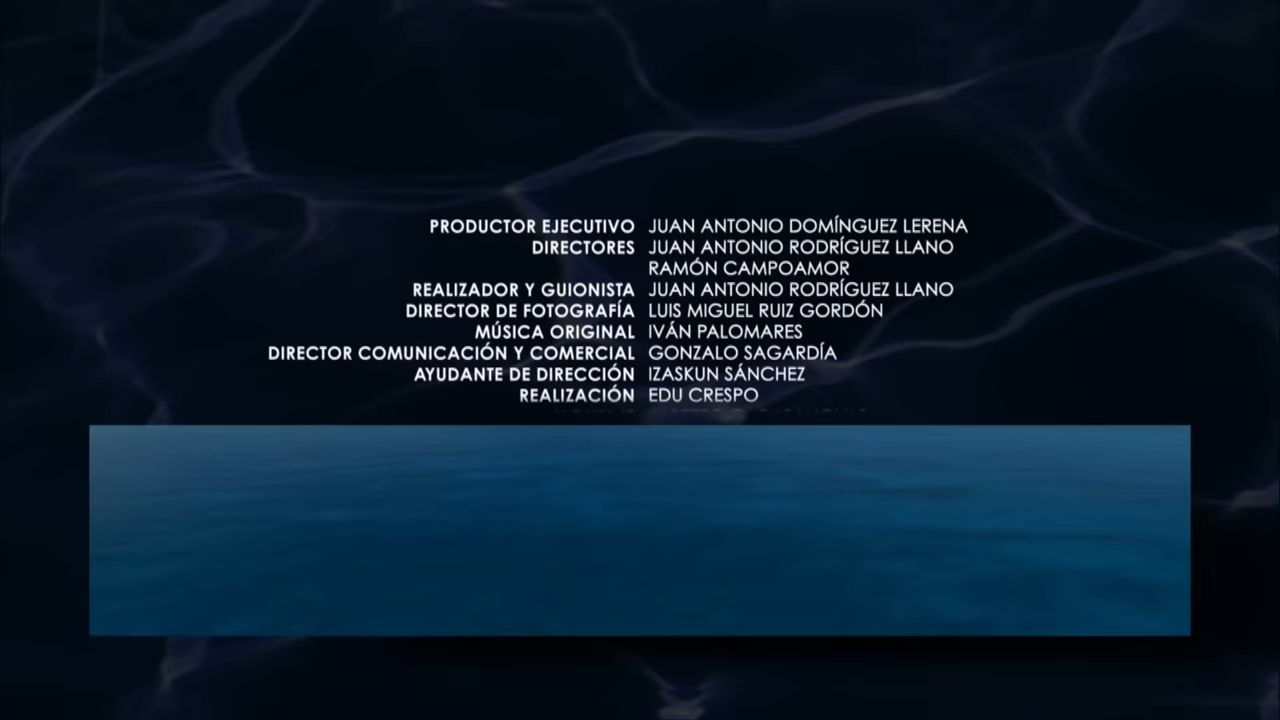 PRODUCTOR EJECUTIVO JUAN ANTONIO DOMÍNGUEZ LERENA
DIRECTORES JUAN ANTONIO RODRÍGUEZ LLANO
RAMÓN CAMPOAMOR
REALIZADOR Y GUIONISTA JUAN ANTONIO RODRÍGUEZ LLANO
DIRECTOR DE FOTOGRAFÍA LUIS MIGUEL RUIZ GORDÓN
MÚSICA ORIGINAL IVÁN PALOMARES
DIRECTOR COMUNICACIÓN Y COMERCIAL GONZALO SAGARDÍA
AYUDANTE DE DIRECCIÓN IZASKUN SÁNCHEZ
REALIZACIÓN EDU CRESPO